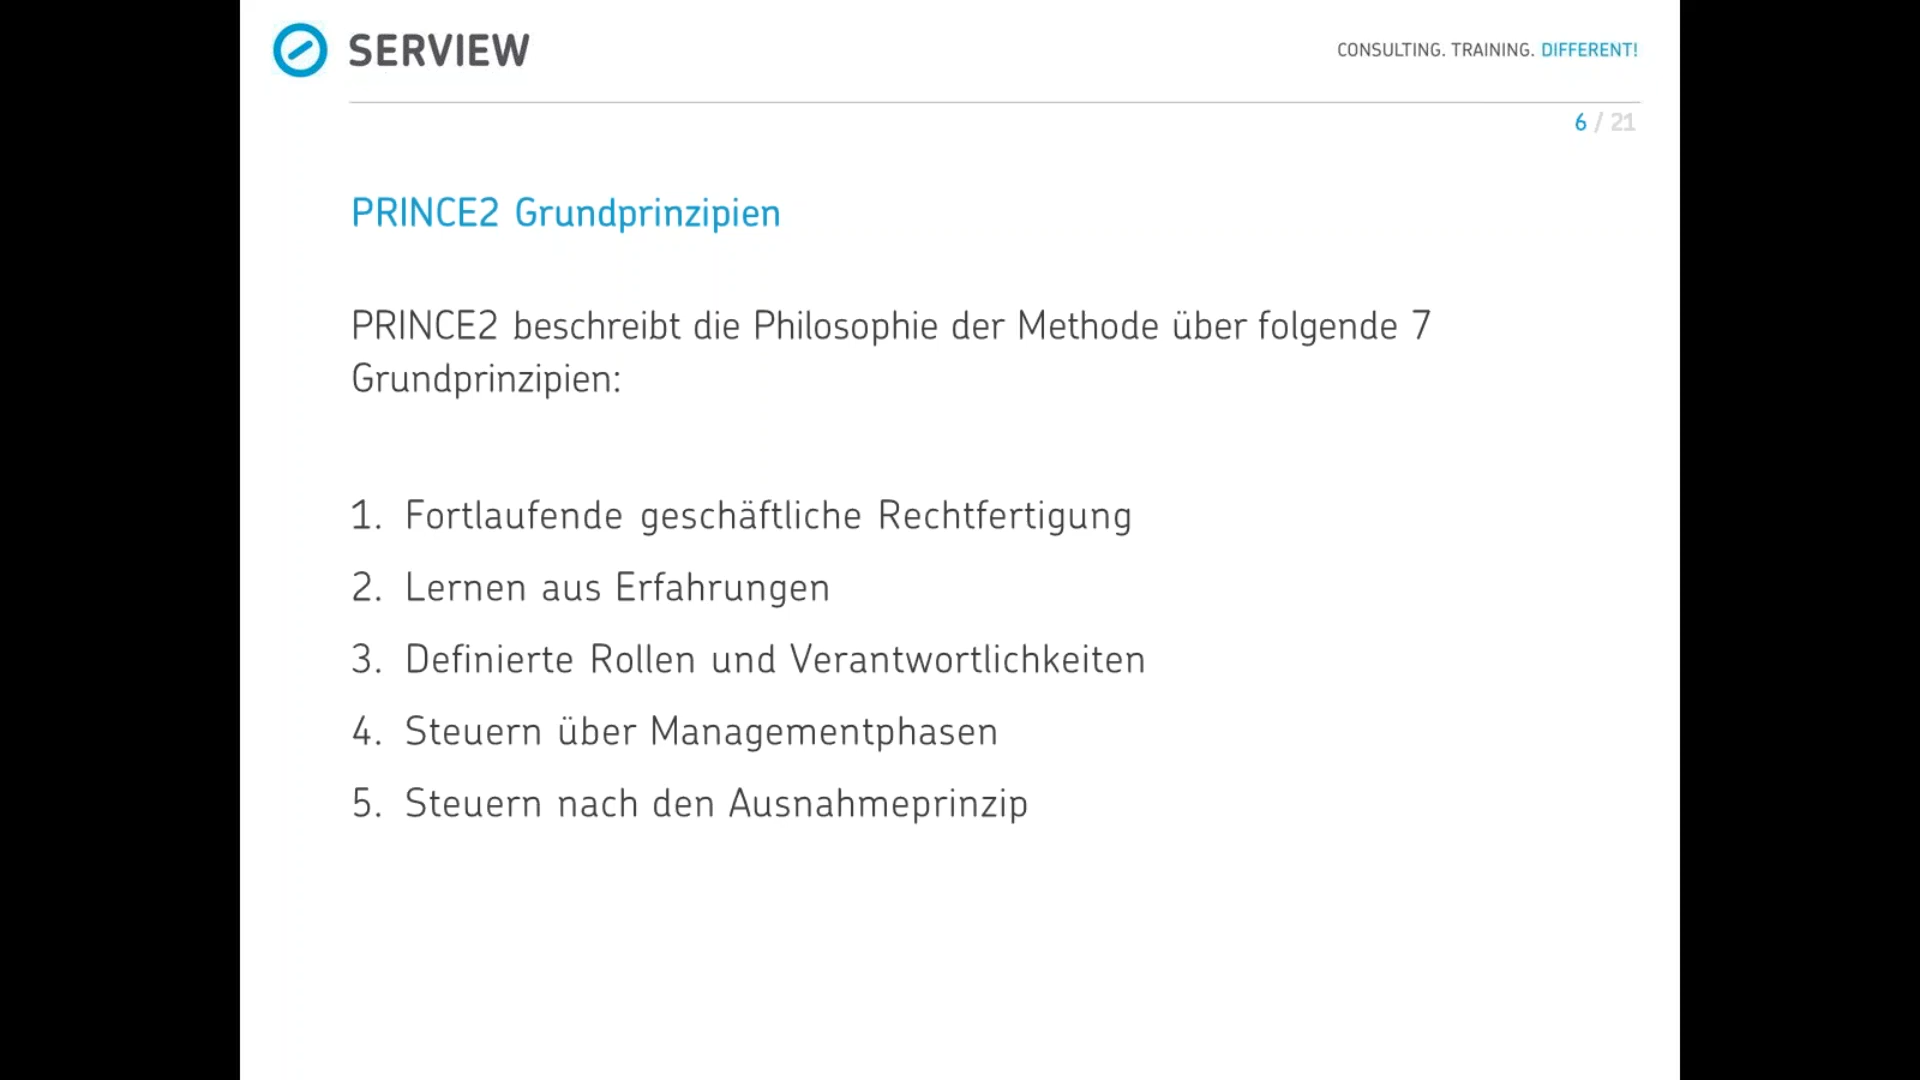 SERVIEW
CONSULTING. TRAINING. DIFFERENT!
6 / 21
PRINCE2 Grundprinzipien
PRINCE2 beschreibt die Philosophie der Methode über folgende 7
Grundprinzipien:
1. Fortlaufende geschäftliche Rechtfertigung
2. Lernen aus Erfahrungen
3. Definierte Rollen und Verantwortlichkeiten
4. Steuern über Managementphasen
5. Steuern nach den Ausnahmeprinzip